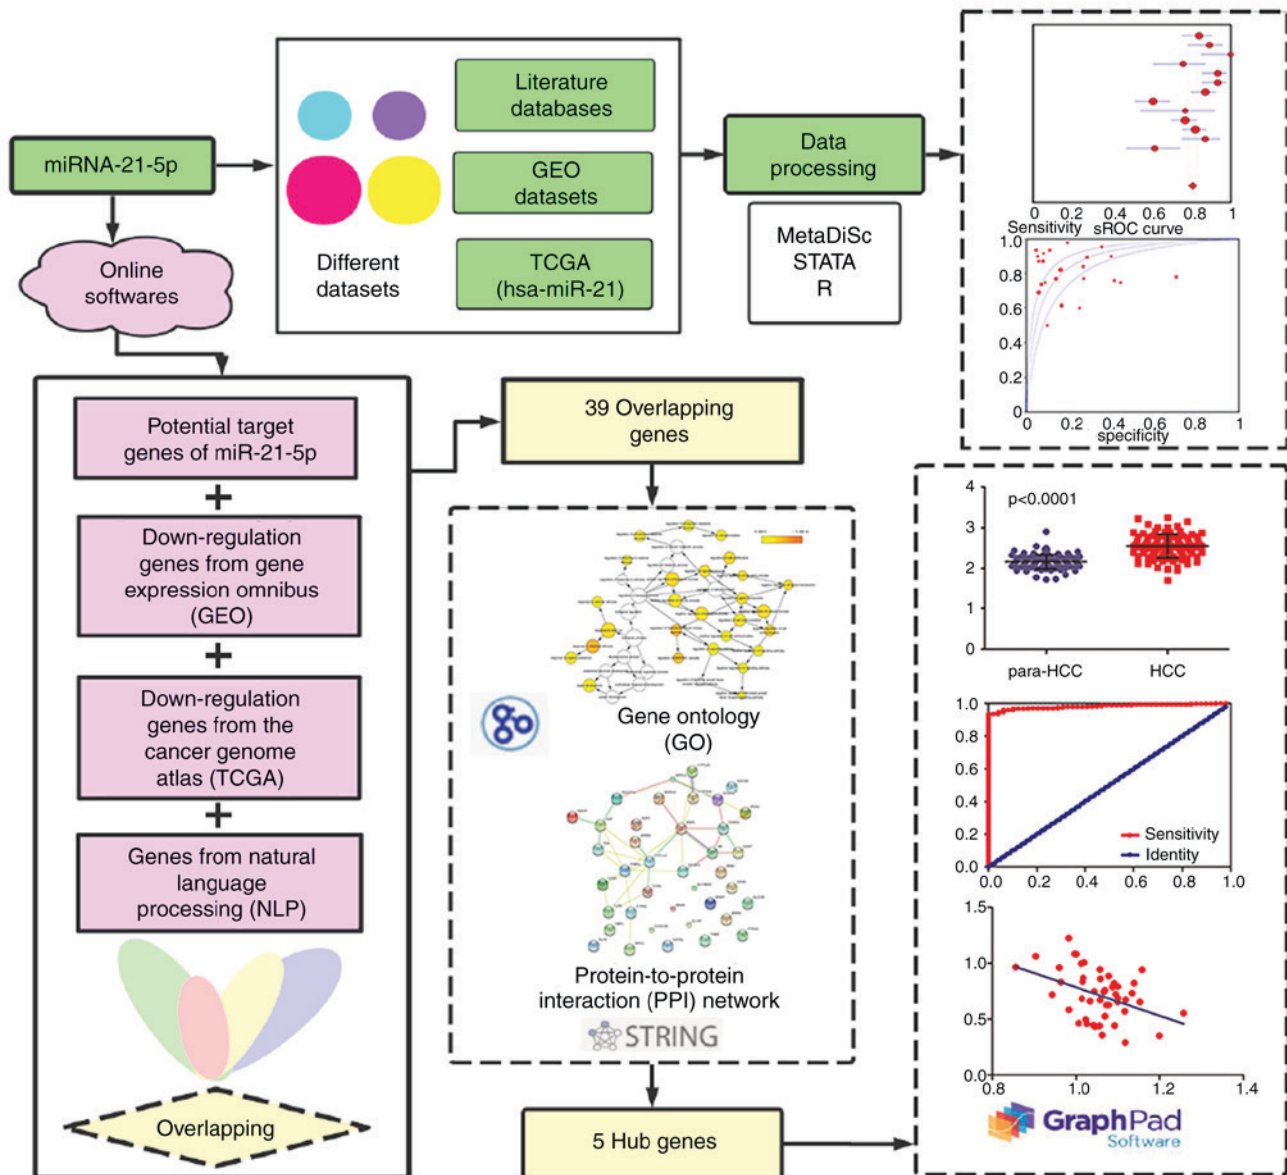 miRNA-21-5p
Online
softwares
Different
datasets
Literature
databases
GEO
datasets
TCGA
(hsa-miR-21)
Data
processing
MetaDiSc
STATA
R
0 0.2 0.4 0.6 0.8 1
Sensitivity
sROC curve
1.0
0.8
0.6
0.4
0.2
0
0 0.2 0.4 0.6 0.8 1
specificity
Potential target
genes of miR-21-5p
+
Down-regulation
genes from gene
expression omnibus
(GEO)
+
Down-regulation
genes from the
cancer genome
atlas (TCGA)
+
Genes from natural
language
processing (NLP)
Overlapping
39 Overlapping
genes
Gene ontology
(GO)
Protein-to-protein
interaction (PPI) network
STRING
5 Hub genes
4
3
2
1
0
p<0.0001
para-HCC
HCC
1.0
0.8
0.6
0.4
0.2
0.0
Sensitivity
Identity
0.0 0.2 0.4 0.6 0.8 1.0
1.5
1.0
0.5
0.0
0.8 1.0 1.2 1.4
GraphPad
Software